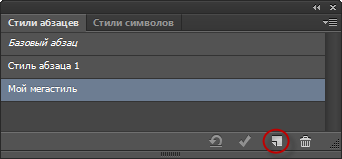 Стили абзацев Стили символов
Базовый абзац
Стиль абзаца 1
Мой мегастиль